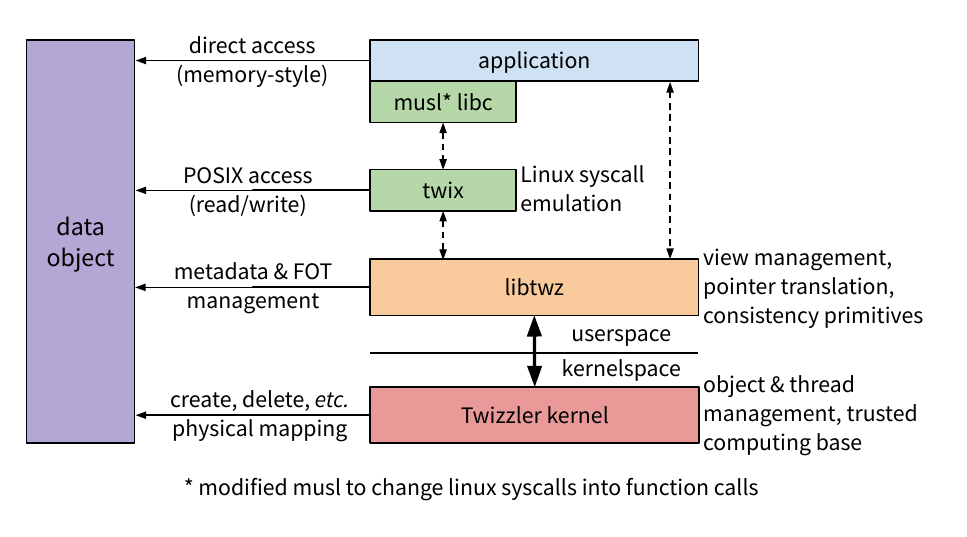 direct access
(memory-style)
application
musl* libc
POSIX access
(read/write)
twix
Linux syscall
emulation
data
object
metadata & FOT
management
libtwz
view management,
pointer translation,
consistency primitives
userspace
kernelspace
create, delete, etc.
physical mapping
Twizzler kernel
object & thread
management, trusted
computing base
* modified musl to change linux syscalls into function calls